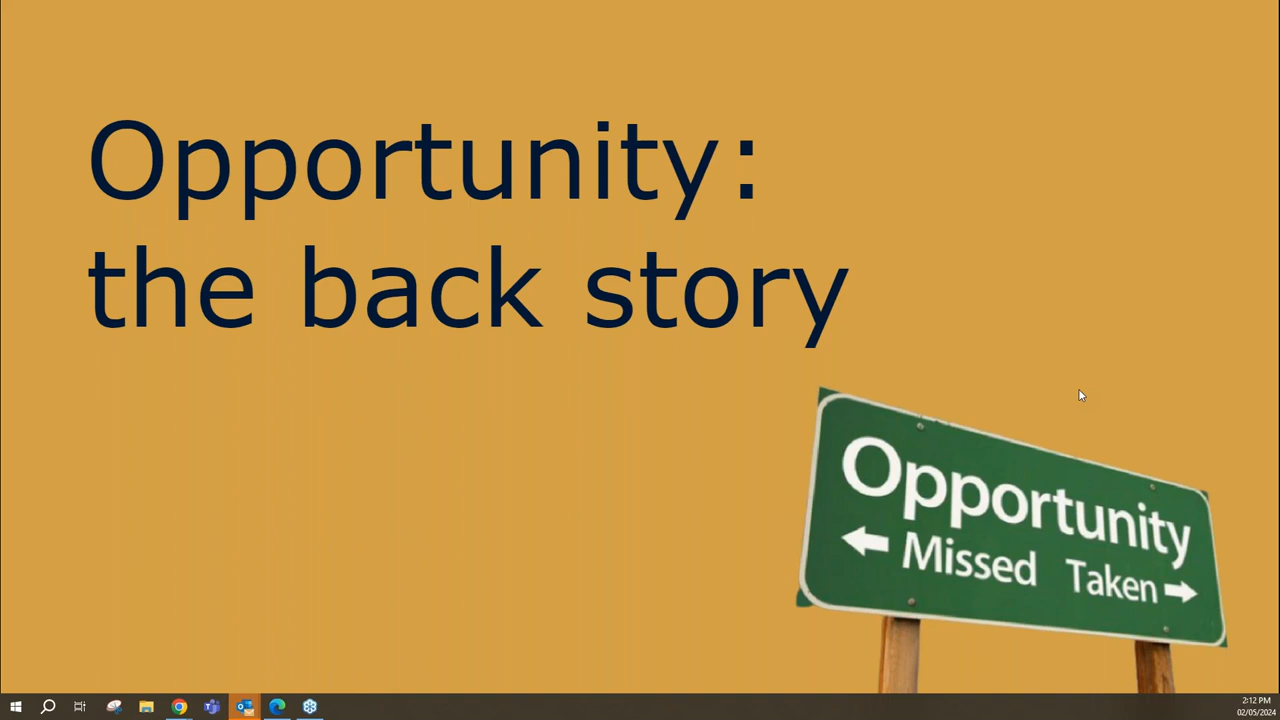 Opportunity:
the back story
Opportunity
Missed Taken
2:12 PM
02/05/2024